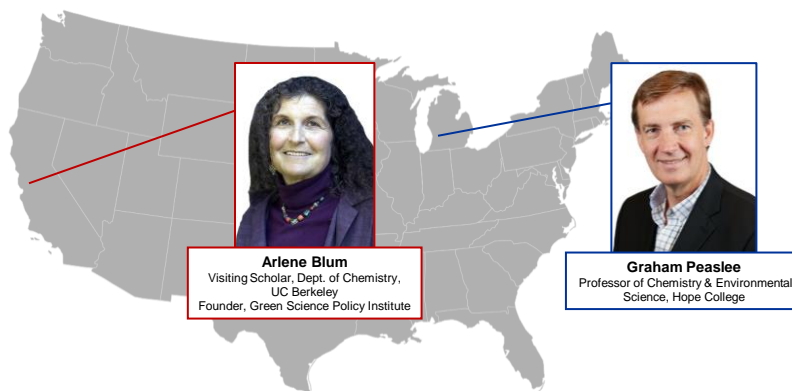 Arlene Blum
Visiting Scholar, Dept. of Chemistry,
UC Berkeley
Founder, Green Science Policy Institute
Graham Peaslee
Professor of Chemistry & Environmental
Science, Hope College